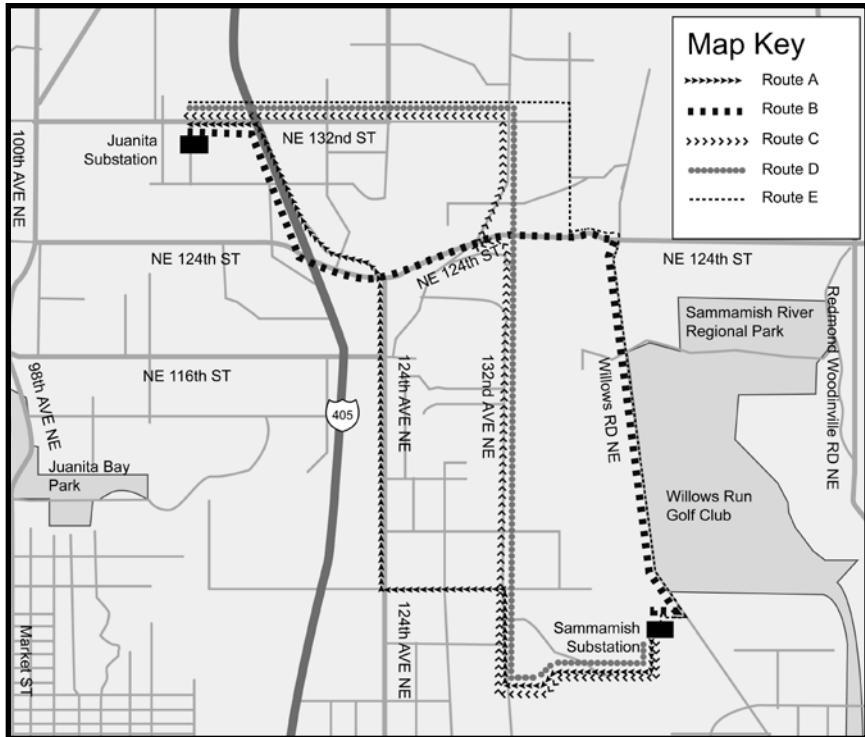 Map Key
Route A
Route B
Route C
Route D
Route E
Juanita
Substation
100th AVE NE
NE 132nd ST
NE 124th ST
NE 124th ST
NE 124th ST
Sammamish River
Regional Park
Redmond Woodinville RD NE
NE 116th ST
98th AVE NE
124th AVE NE
132nd AVE NE
Willows RD NE
405
Juanita Bay
Park
Willows Run
Golf Club
124th AVE NE
Sammamish
Substation
Market ST